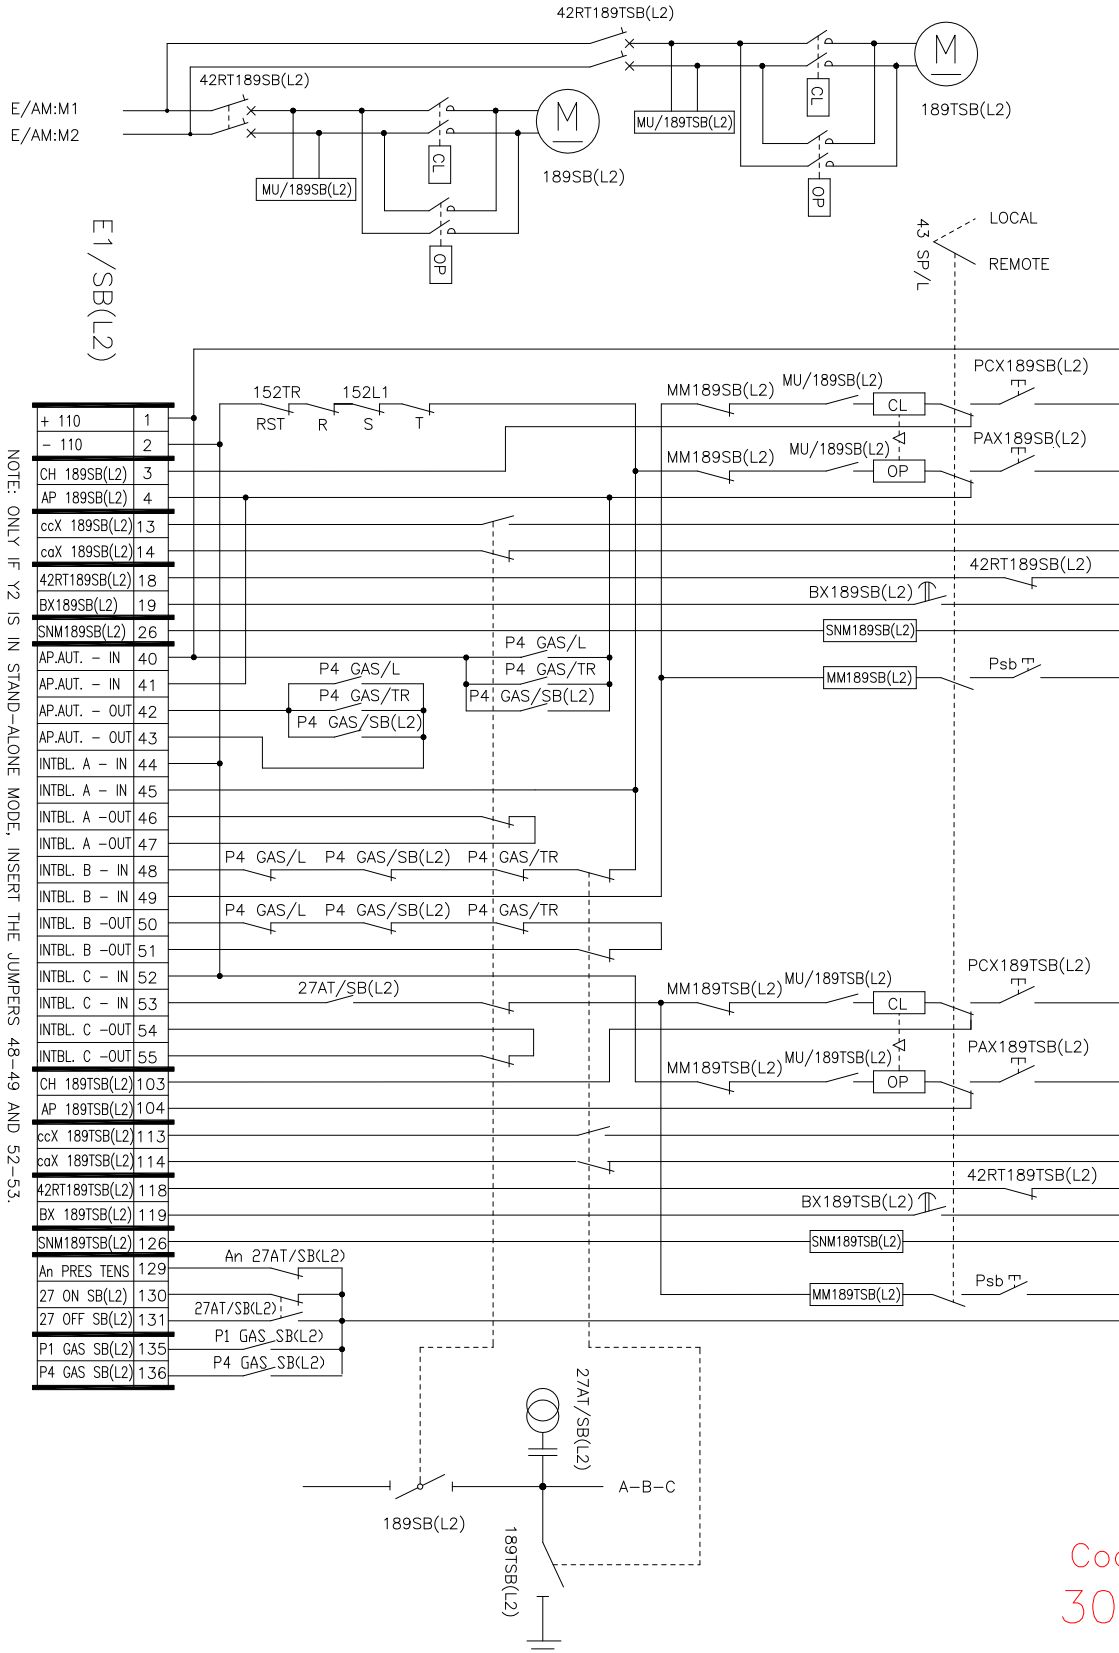 42RT189TSB(L2)
M
CL
MU/189TSB(L2)
189TSB(L2)
OP
42RT189SB(L2)
E/AM:M1
E/AM:M2
M
CL
MU/189SB(L2)
189SB(L2)
OP
43 SP/L
LOCAL
REMOTE
E1/SB(L2)
NOTE: ONLY IF Y2 IS IN STAND-ALONE MODE, INSERT THE JUMPERS 48-49 AND 52-53.
+ 110 1
- 110 2
CH 189SB(L2) 3
AP 189SB(L2) 4
ccX 189SB(L2) 13
caX 189SB(L2) 14
42RT189SB(L2) 18
BX189SB(L2) 19
SNM189SB(L2) 26
AP.AUT. - IN 40
AP.AUT. - IN 41
AP.AUT. - OUT 42
AP.AUT. - OUT 43
INTBL. A - IN 44
INTBL. A - IN 45
INTBL. A -OUT 46
INTBL. A -OUT 47
INTBL. B - IN 48
INTBL. B - IN 49
INTBL. B -OUT 50
INTBL. B -OUT 51
INTBL. C - IN 52
INTBL. C - IN 53
INTBL. C -OUT 54
INTBL. C -OUT 55
CH 189TSB(L2) 103
AP 189TSB(L2) 104
ccX 189TSB(L2) 113
caX 189TSB(L2) 114
42RT189TSB(L2) 118
BX 189TSB(L2) 119
SNM189TSB(L2) 126
An PRES TENS 129
27 ON SB(L2) 130
27 OFF SB(L2) 131
P1 GAS SB(L2) 135
P4 GAS SB(L2) 136
152TR 152L1
RST R S T
MM189SB(L2) MU/189SB(L2) CL PCX189SB(L2)
MM189SB(L2) MU/189SB(L2) OP PAX189SB(L2)
42RT189SB(L2)
BX189SB(L2)
SNM189SB(L2)
MM189SB(L2) Psb
P4 GAS/L
P4 GAS/TR
P4 GAS/SB(L2)
P4 GAS/L
P4 GAS/TR
P4 GAS/SB(L2)
P4 GAS/L P4 GAS/SB(L2) P4 GAS/TR
P4 GAS/L P4 GAS/SB(L2) P4 GAS/TR
27AT/SB(L2)
MM189TSB(L2) MU/189TSB(L2) CL PCX189TSB(L2)
MM189TSB(L2) MU/189TSB(L2) OP PAX189TSB(L2)
42RT189TSB(L2)
BX189TSB(L2)
SNM189TSB(L2)
MM189TSB(L2) Psb
An 27AT/SB(L2)
27AT/SB(L2)
P1 GAS SB(L2)
P4 GAS SB(L2)
27AT/SB(L2)
A-B-C
189SB(L2)
189TSB(L2)
30